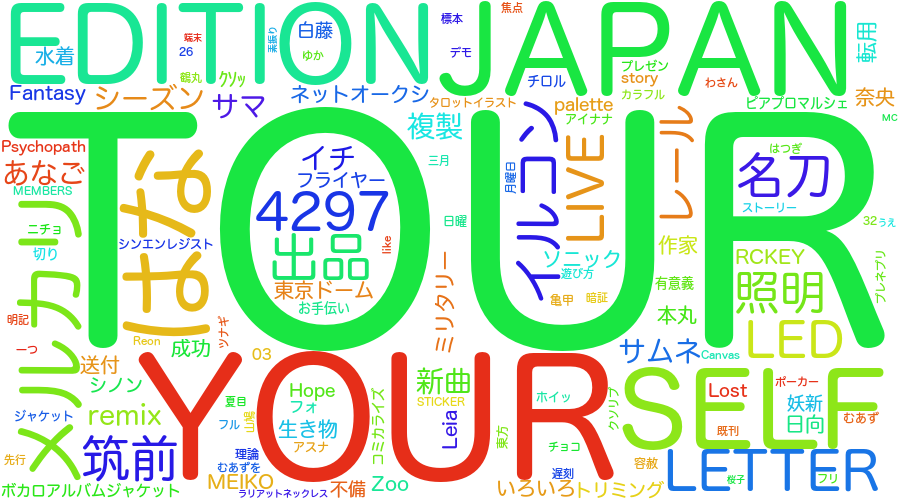 EDITION
JAPAN
TOUR
YOUR
SELF
LETTER
標本
焦点
端末
26
素振り
白藤
ゆか
水着
デモ
転用
鶴丸
クリッ
プレゼン
story
カラフル
チロル
わさん
Fantasy
シーズン
サマ
ネットオークシ
タロットイラスト
palette
アイナナ
ピアプロマルシェ
奈央
MC
複製
Psychopath
あなご
MEMBERS
イチ
フライヤー
4297
出品
東京ドーム
お手伝い
like
三月
日曜
月曜日
イルコン
LIVE
レール
はつぎ
名刀
ストーリー
32
うえ
ニチョ
切り
メルカリ
シンエンレジスト
はな
ソニック
遊び方
作家
RCKEY
有意義
照明
プレネプリ
亀甲
暗証
本丸
明記
ツナギ
Reon
ミリタリー
一つ
成功
03
送付
シノン
サムネ
Canvas
LED
ジャケット
remix
夏目
フル
Hope
フォ
生き物
アスナ
コミカライズ
新曲
STICKER
Leia
東方
ホイッ
クソリプ
チョコ
Lost
既刊
ポーカー
妖新
日向
むあず
先行
筑前
理論
むあずを
MEIKO
ボカロアルバムジャケット
ラリアットネックレス
不備
Zoo
遅刻
いろいろ
トリミング
容赦
桜子
フリ